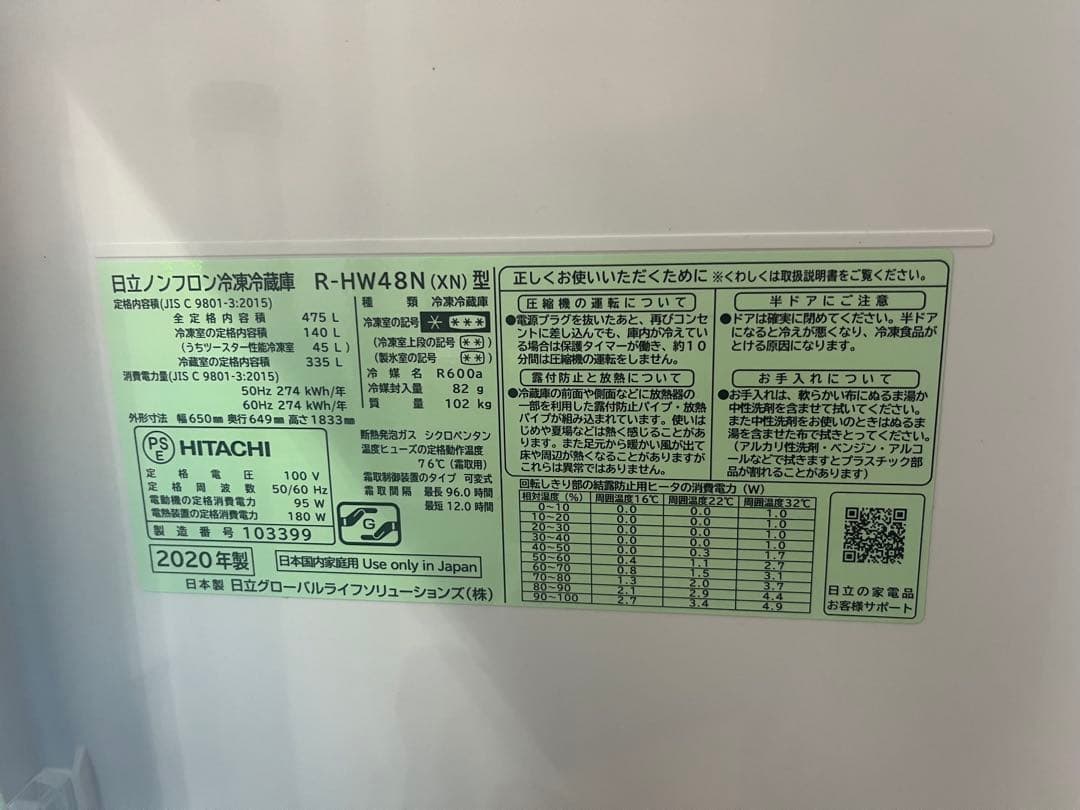 日立ノンフロン冷凍冷蔵庫 R-HW48N (XN) 型
定格内容積(JIS C 9801-3:2015)
全定格内容積 475 L
冷凍室の定格内容積 140 L
(うちツースター性能冷凍室 45 L)
冷蔵室の定格内容積 335 L
消費電力量(JIS C 9801-3:2015)
50Hz 274 kWh/年
60Hz 274 kWh/年
外形寸法 幅650㎜ 奥行649㎜ 高さ1833㎜
種類 冷凍冷蔵庫
冷凍室の記号 * ***
(冷凍室上段の記号 **)
(製氷室の記号 **)
冷媒名 R600a
冷媒封入量 82 g
質量 102 kg
PSE HITACHI
定格電圧 100 V
定格周波数 50/60 Hz
電動機の定格消費電力 95 W
電熱装置の定格消費電力 180 W
製造番号 103399
断熱発泡ガス シクロペンタン
温度ヒューズの定格動作温度
76℃(霜取用)
霜取制御装置のタイプ 可変式
霜取間隔 最長 96.0 時間
最短 12.0 時間
G
2020年製
日本国内家庭用 Use only in Japan
日本製 日立グローバルライフソリューションズ(株)
正しくお使いいただくために ※くわしくは取扱説明書をご覧ください。
圧縮機の運転について
●電源プラグを抜いたあと、再びコンセ
ントに差し込んでも、庫内が冷えてい
る場合は保護タイマーが働き、約10
分間は圧縮機の運転をしません。
露付防止と放熱について
●冷蔵庫の前面や側面などに放熱器の
一部を利用した露付防止パイプ・放熱
パイプが組み込まれています。使いは
じめや夏場などは熱く感じることがあ
ります。また足元から暖かい風が出て
床や周辺が熱くなることがありますが
これらは異常ではありません。
半ドアにご注意
●ドアは確実に閉めてください。半ドア
になると冷えが悪くなり、冷凍食品が
とける原因になります。
お手入れについて
●お手入れは、軟らかい布にぬるま湯か
中性洗剤を含ませて拭いてください。
また中性洗剤をお使いのときはぬるま
湯を含ませた布で拭きとってください。
(アルカリ性洗剤・ベンジン・アルコ
ールなどで拭きますとプラスチック部
品が割れることがあります)
回転しきり部の結露防止用ヒータの消費電力(W)
相対湿度(%) 周囲温度16℃ 周囲温度22℃ 周囲温度32℃
0~10 0.0 0.0 1.0
10~20 0.0 0.0 1.0
20~30 0.0 0.0 1.0
30~40 0.0 0.0 1.0
40~50 0.0 0.3 1.7
50~60 0.4 1.1 2.7
60~70 0.8 1.5 3.1
70~80 1.3 2.0 3.7
80~90 2.1 2.9 4.4
90~100 2.7 3.4 4.9
日立の家電品
お客様サポート